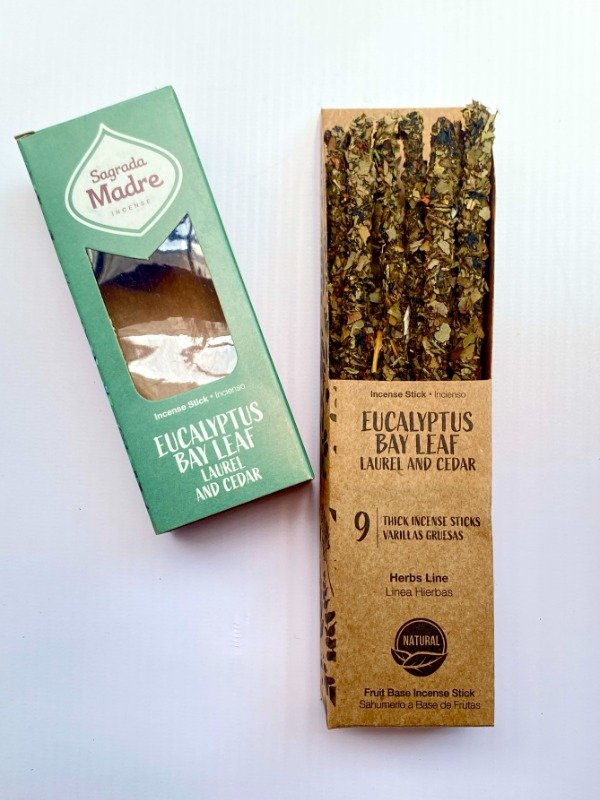 Sagrada
Madre
INCENSE
Incense Stick • Incienso
EUCALYPTUS
BAY LEAF
LAUREL
AND CEDAR
Incense Stick • Incienso
EUCALYPTUS
BAY LEAF
LAUREL AND CEDAR
9
THICK INCENSE STICKS
VARILLAS GRUESAS
Herbs Line
Línea Hierbas
NATURAL
Fruit Base Incense Stick
Sahumerio a Base de Frutas